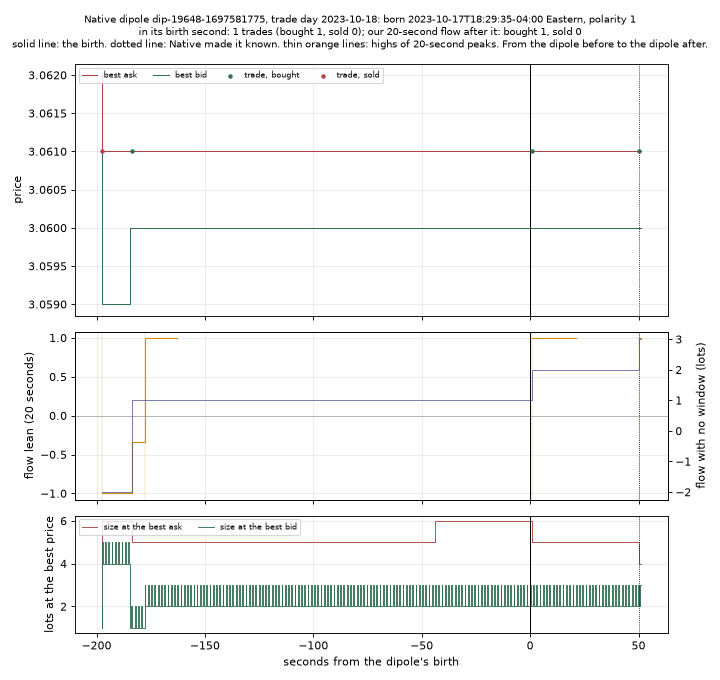 Native dipole dip-19648-1697581775, trade day 2023-10-18: born 2023-10-17T18:29:35-04:00 Eastern, polarity 1
in its birth second: 1 trades (bought 1, sold 0); our 20-second flow after it: bought 1, sold 0
solid line: the birth. dotted line: Native made it known. thin orange lines: highs of 20-second peaks. From the dipole before to the dipole after.
best ask
best bid
trade, bought
trade, sold
3.0620
3.0615
3.0610
3.0605
3.0600
3.0595
3.0590
price
1.0
0.5
0.0
−0.5
−1.0
flow lean (20 seconds)
3
2
1
0
−1
−2
flow with no window (lots)
size at the best ask
size at the best bid
6
4
2
lots at the best price
−200
−150
−100
−50
0
50
seconds from the dipole's birth